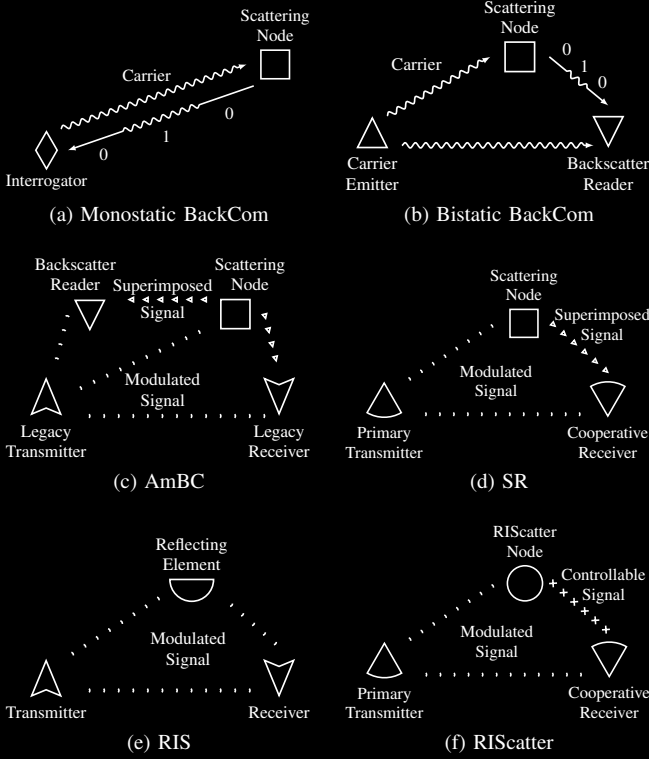 Scattering
Node
Carrier
0
1
0
Interrogator
(a) Monostatic BackCom
Scattering
Node
Carrier
0
1
0
Carrier
Emitter
Backscatter
Reader
(b) Bistatic BackCom
Backscatter
Reader
Superimposed
Signal
Scattering
Node
Modulated
Signal
Legacy
Transmitter
Legacy
Receiver
(c) AmBC
Scattering
Node
Superimposed
Signal
Modulated
Signal
Primary
Transmitter
Cooperative
Receiver
(d) SR
Reflecting
Element
Modulated
Signal
Transmitter
Receiver
(e) RIS
RIScatter
Node
Controllable
Signal
Modulated
Signal
Primary
Transmitter
Cooperative
Receiver
(f) RIScatter